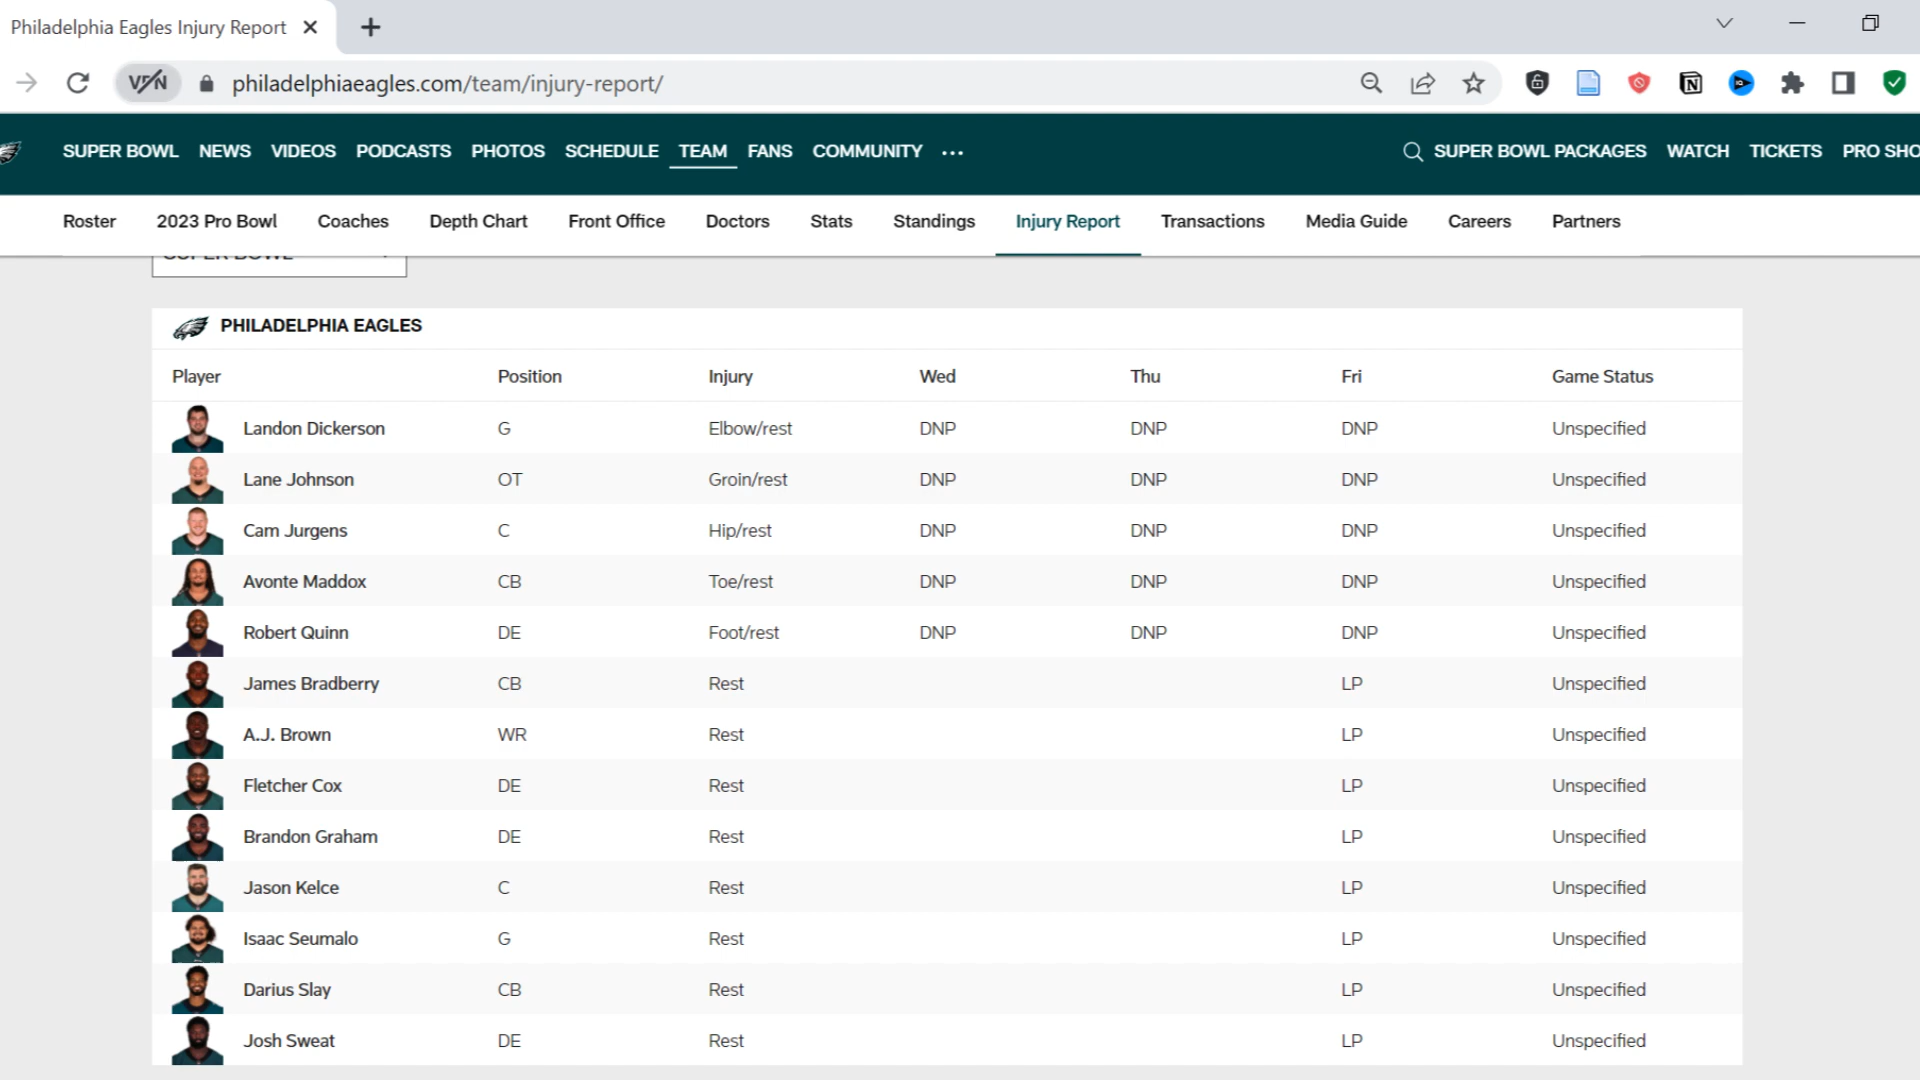 Philadelphia Eagles Injury Report
VPN philadelphiaeagles.com/team/injury-report/
SUPER BOWL NEWS VIDEOS PODCASTS PHOTOS SCHEDULE TEAM FANS COMMUNITY ... SUPER BOWL PACKAGES WATCH TICKETS PRO SHO
Roster 2023 Pro Bowl Coaches Depth Chart Front Office Doctors Stats Standings Injury Report Transactions Media Guide Careers Partners
SUPER BOWL
PHILADELPHIA EAGLES
Player Position Injury Wed Thu Fri Game Status
Landon Dickerson G Elbow/rest DNP DNP DNP Unspecified
Lane Johnson OT Groin/rest DNP DNP DNP Unspecified
Cam Jurgens C Hip/rest DNP DNP DNP Unspecified
Avonte Maddox CB Toe/rest DNP DNP DNP Unspecified
Robert Quinn DE Foot/rest DNP DNP DNP Unspecified
James Bradberry CB Rest LP Unspecified
A.J. Brown WR Rest LP Unspecified
Fletcher Cox DE Rest LP Unspecified
Brandon Graham DE Rest LP Unspecified
Jason Kelce C Rest LP Unspecified
Isaac Seumalo G Rest LP Unspecified
Darius Slay CB Rest LP Unspecified
Josh Sweat DE Rest LP Unspecified